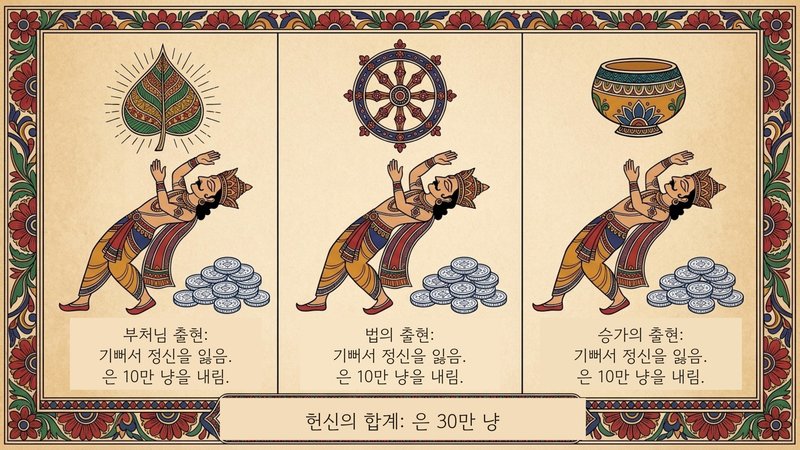 부처님 출현:
기뻐서 정신을 잃음.
은 10만 냥을 내림.
법의 출현:
기뻐서 정신을 잃음.
은 10만 냥을 내림.
승가의 출현:
기뻐서 정신을 잃음.
은 10만 냥을 내림.
헌신의 합계: 은 30만 냥